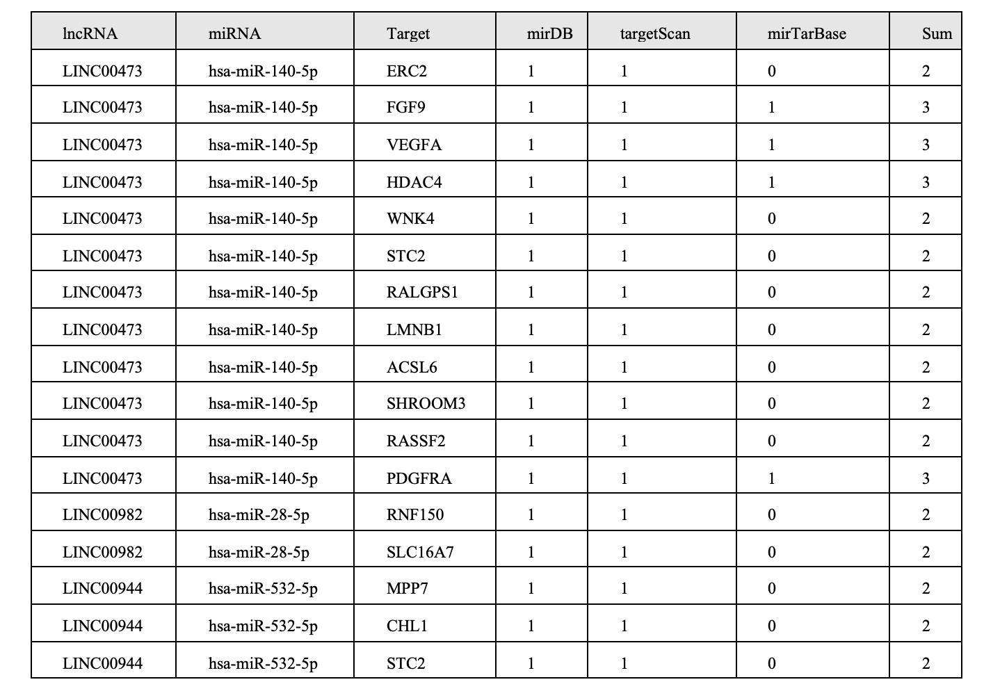 lncRNA miRNA Target mirDB targetScan mirTarBase Sum
LINC00473 hsa-miR-140-5p ERC2 1 1 0 2
LINC00473 hsa-miR-140-5p FGF9 1 1 1 3
LINC00473 hsa-miR-140-5p VEGFA 1 1 1 3
LINC00473 hsa-miR-140-5p HDAC4 1 1 1 3
LINC00473 hsa-miR-140-5p WNK4 1 1 0 2
LINC00473 hsa-miR-140-5p STC2 1 1 0 2
LINC00473 hsa-miR-140-5p RALGPS1 1 1 0 2
LINC00473 hsa-miR-140-5p LMNB1 1 1 0 2
LINC00473 hsa-miR-140-5p ACSL6 1 1 0 2
LINC00473 hsa-miR-140-5p SHROOM3 1 1 0 2
LINC00473 hsa-miR-140-5p RASSF2 1 1 0 2
LINC00473 hsa-miR-140-5p PDGFRA 1 1 1 3
LINC00982 hsa-miR-28-5p RNF150 1 1 0 2
LINC00982 hsa-miR-28-5p SLC16A7 1 1 0 2
LINC00944 hsa-miR-532-5p MPP7 1 1 0 2
LINC00944 hsa-miR-532-5p CHL1 1 1 0 2
LINC00944 hsa-miR-532-5p STC2 1 1 0 2